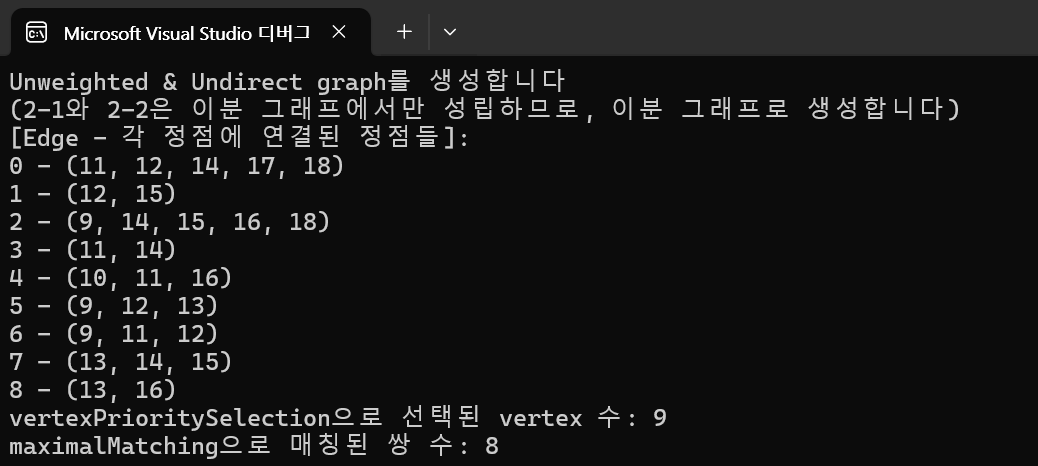 Microsoft Visual Studio 디버그
Unweighted & Undirect graph를 생성합니다
(2-1와 2-2은 이분 그래프에서만 성립하므로, 이분 그래프로 생성합니다)
[Edge - 각 정점에 연결된 정점들]:
0 - (11, 12, 14, 17, 18)
1 - (12, 15)
2 - (9, 14, 15, 16, 18)
3 - (11, 14)
4 - (10, 11, 16)
5 - (9, 12, 13)
6 - (9, 11, 12)
7 - (13, 14, 15)
8 - (13, 16)
vertexPrioritySelection으로 선택된 vertex 수: 9
maximalMatching으로 매칭된 쌍 수: 8